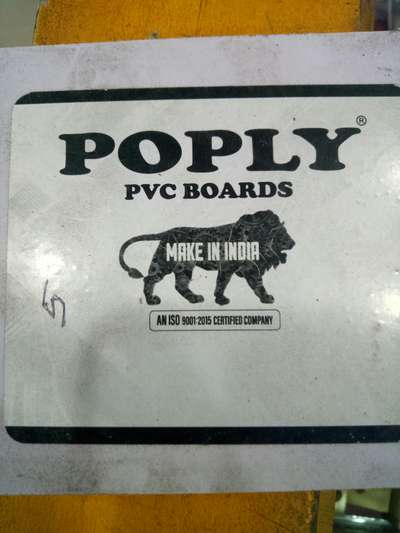 POPLY®
PVC BOARDS
MAKE IN INDIA
AN ISO 9001:2015 CERTIFIED COMPANY